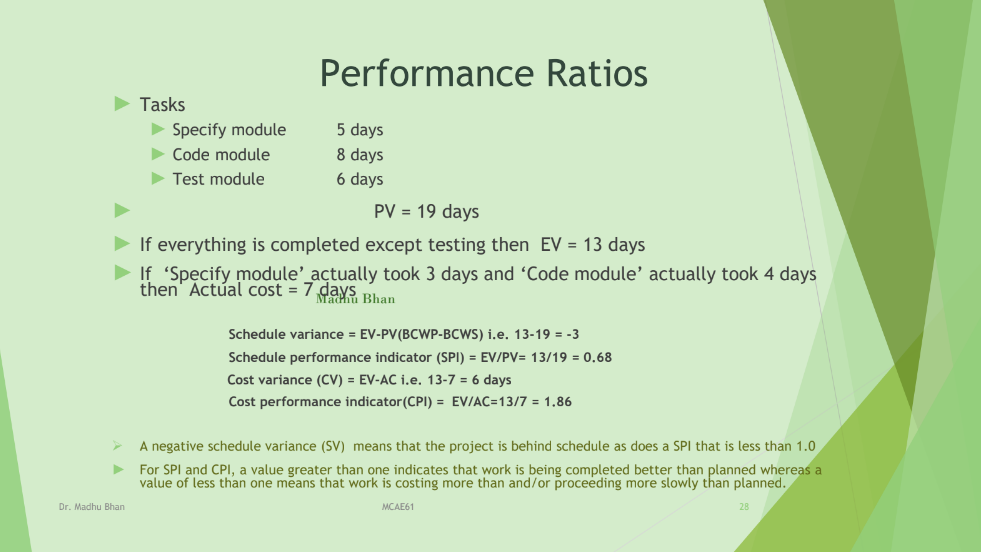 Performance Ratios
Tasks
Specify module 5 days
Code module 8 days
Test module 6 days
PV = 19 days
If everything is completed except testing then EV = 13 days
If ‘Specify module’ actually took 3 days and ‘Code module’ actually took 4 days
then Actual cost = 7 days
Madhu Bhan
Schedule variance = EV-PV(BCWP-BCWS) i.e. 13-19 = -3
Schedule performance indicator (SPI) = EV/PV= 13/19 = 0.68
Cost variance (CV) = EV-AC i.e. 13-7 = 6 days
Cost performance indicator(CPI) = EV/AC=13/7 = 1.86
A negative schedule variance (SV) means that the project is behind schedule as does a SPI that is less than 1.0
For SPI and CPI, a value greater than one indicates that work is being completed better than planned whereas a
value of less than one means that work is costing more than and/or proceeding more slowly than planned.
Dr. Madhu Bhan MCAE61 28